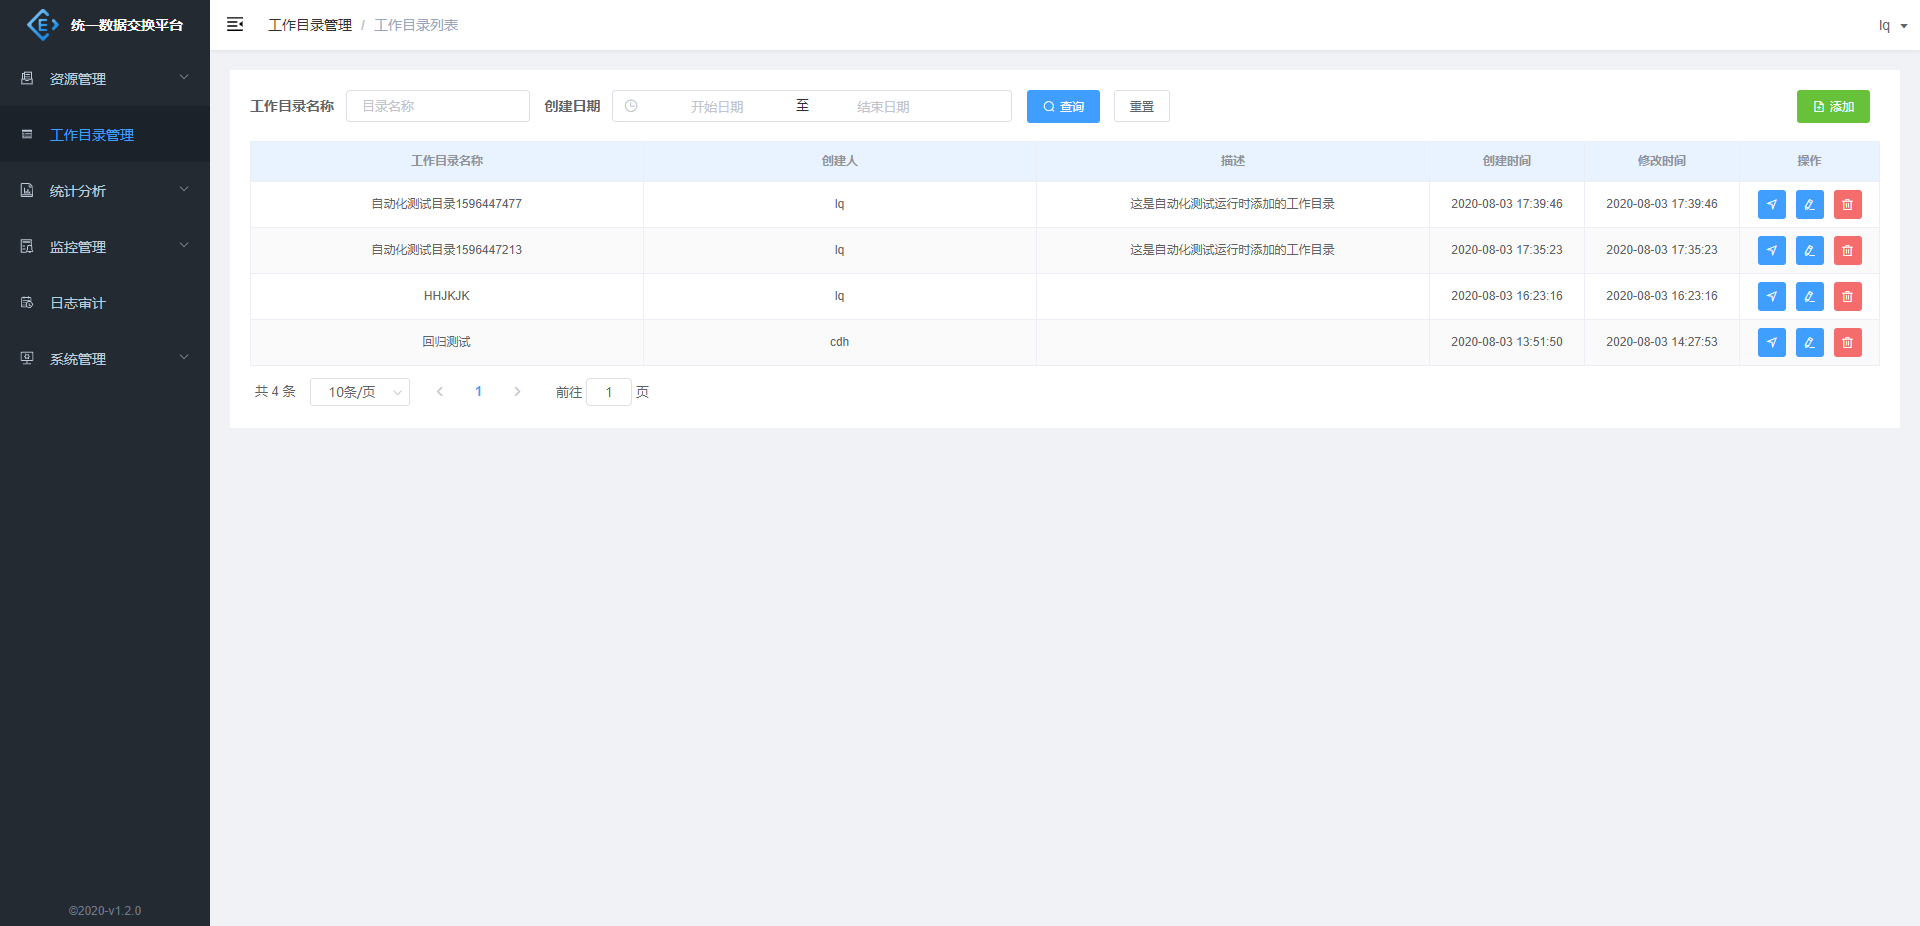 统一数据交换平台
资源管理
工作目录管理
统计分析
监控管理
日志审计
系统管理
©2020-v1.2.0
工作目录管理 / 工作目录列表
lq
工作目录名称 目录名称 创建日期 开始日期 至 结束日期 查询 重置 添加
工作目录名称 创建人 描述 创建时间 修改时间 操作
自动化测试目录1596447477 lq 这是自动化测试运行时添加的工作目录 2020-08-03 17:39:46 2020-08-03 17:39:46
自动化测试目录1596447213 lq 这是自动化测试运行时添加的工作目录 2020-08-03 17:35:23 2020-08-03 17:35:23
HHJKJK lq 2020-08-03 16:23:16 2020-08-03 16:23:16
回归测试 cdh 2020-08-03 13:51:50 2020-08-03 14:27:53
共 4 条 10条/页 1 前往 1 页